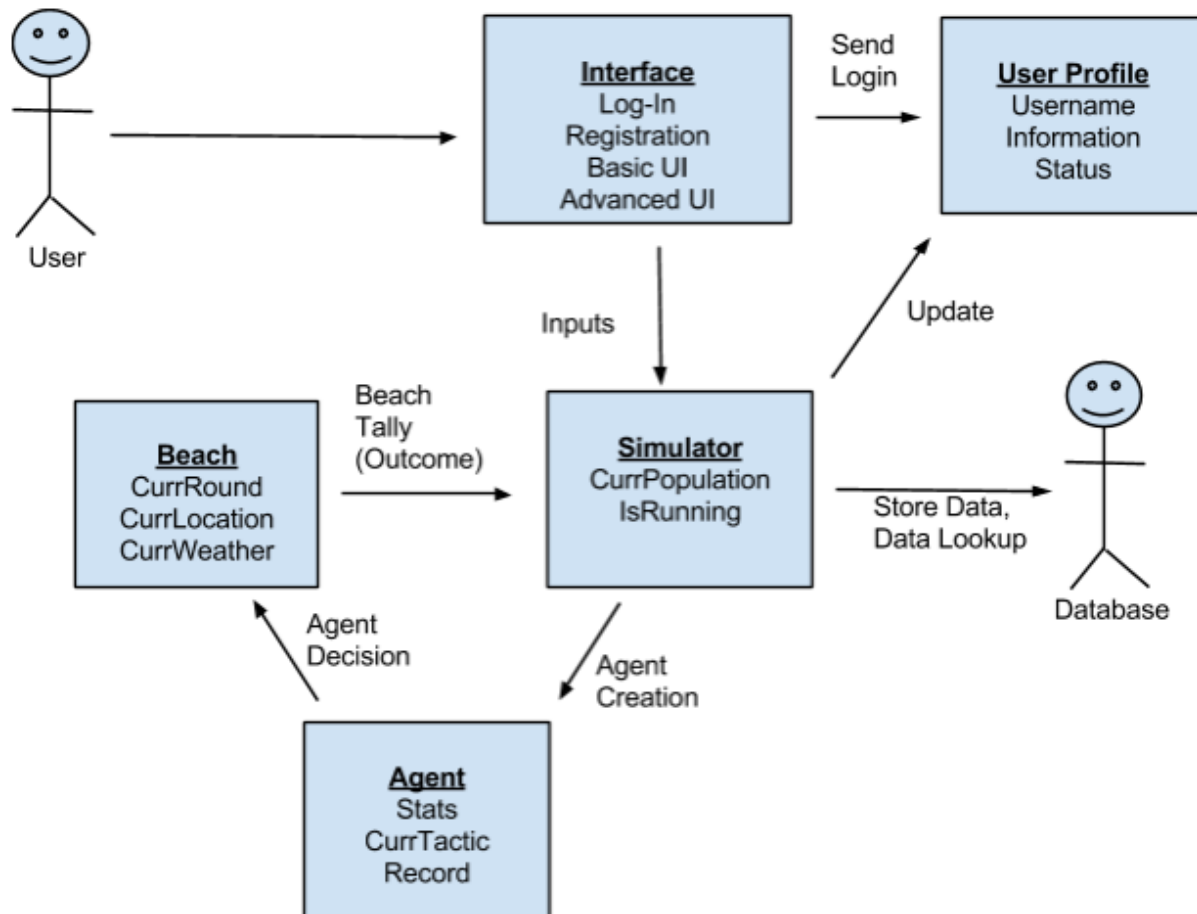 User
Interface
Log-In
Registration
Basic UI
Advanced UI
Send
Login
User Profile
Username
Information
Status
Inputs
Update
Beach
CurrRound
CurrLocation
CurrWeather
Beach
Tally
(Outcome)
Simulator
CurrPopulation
IsRunning
Store Data,
Data Lookup
Database
Agent
Decision
Agent
Creation
Agent
Stats
CurrTactic
Record